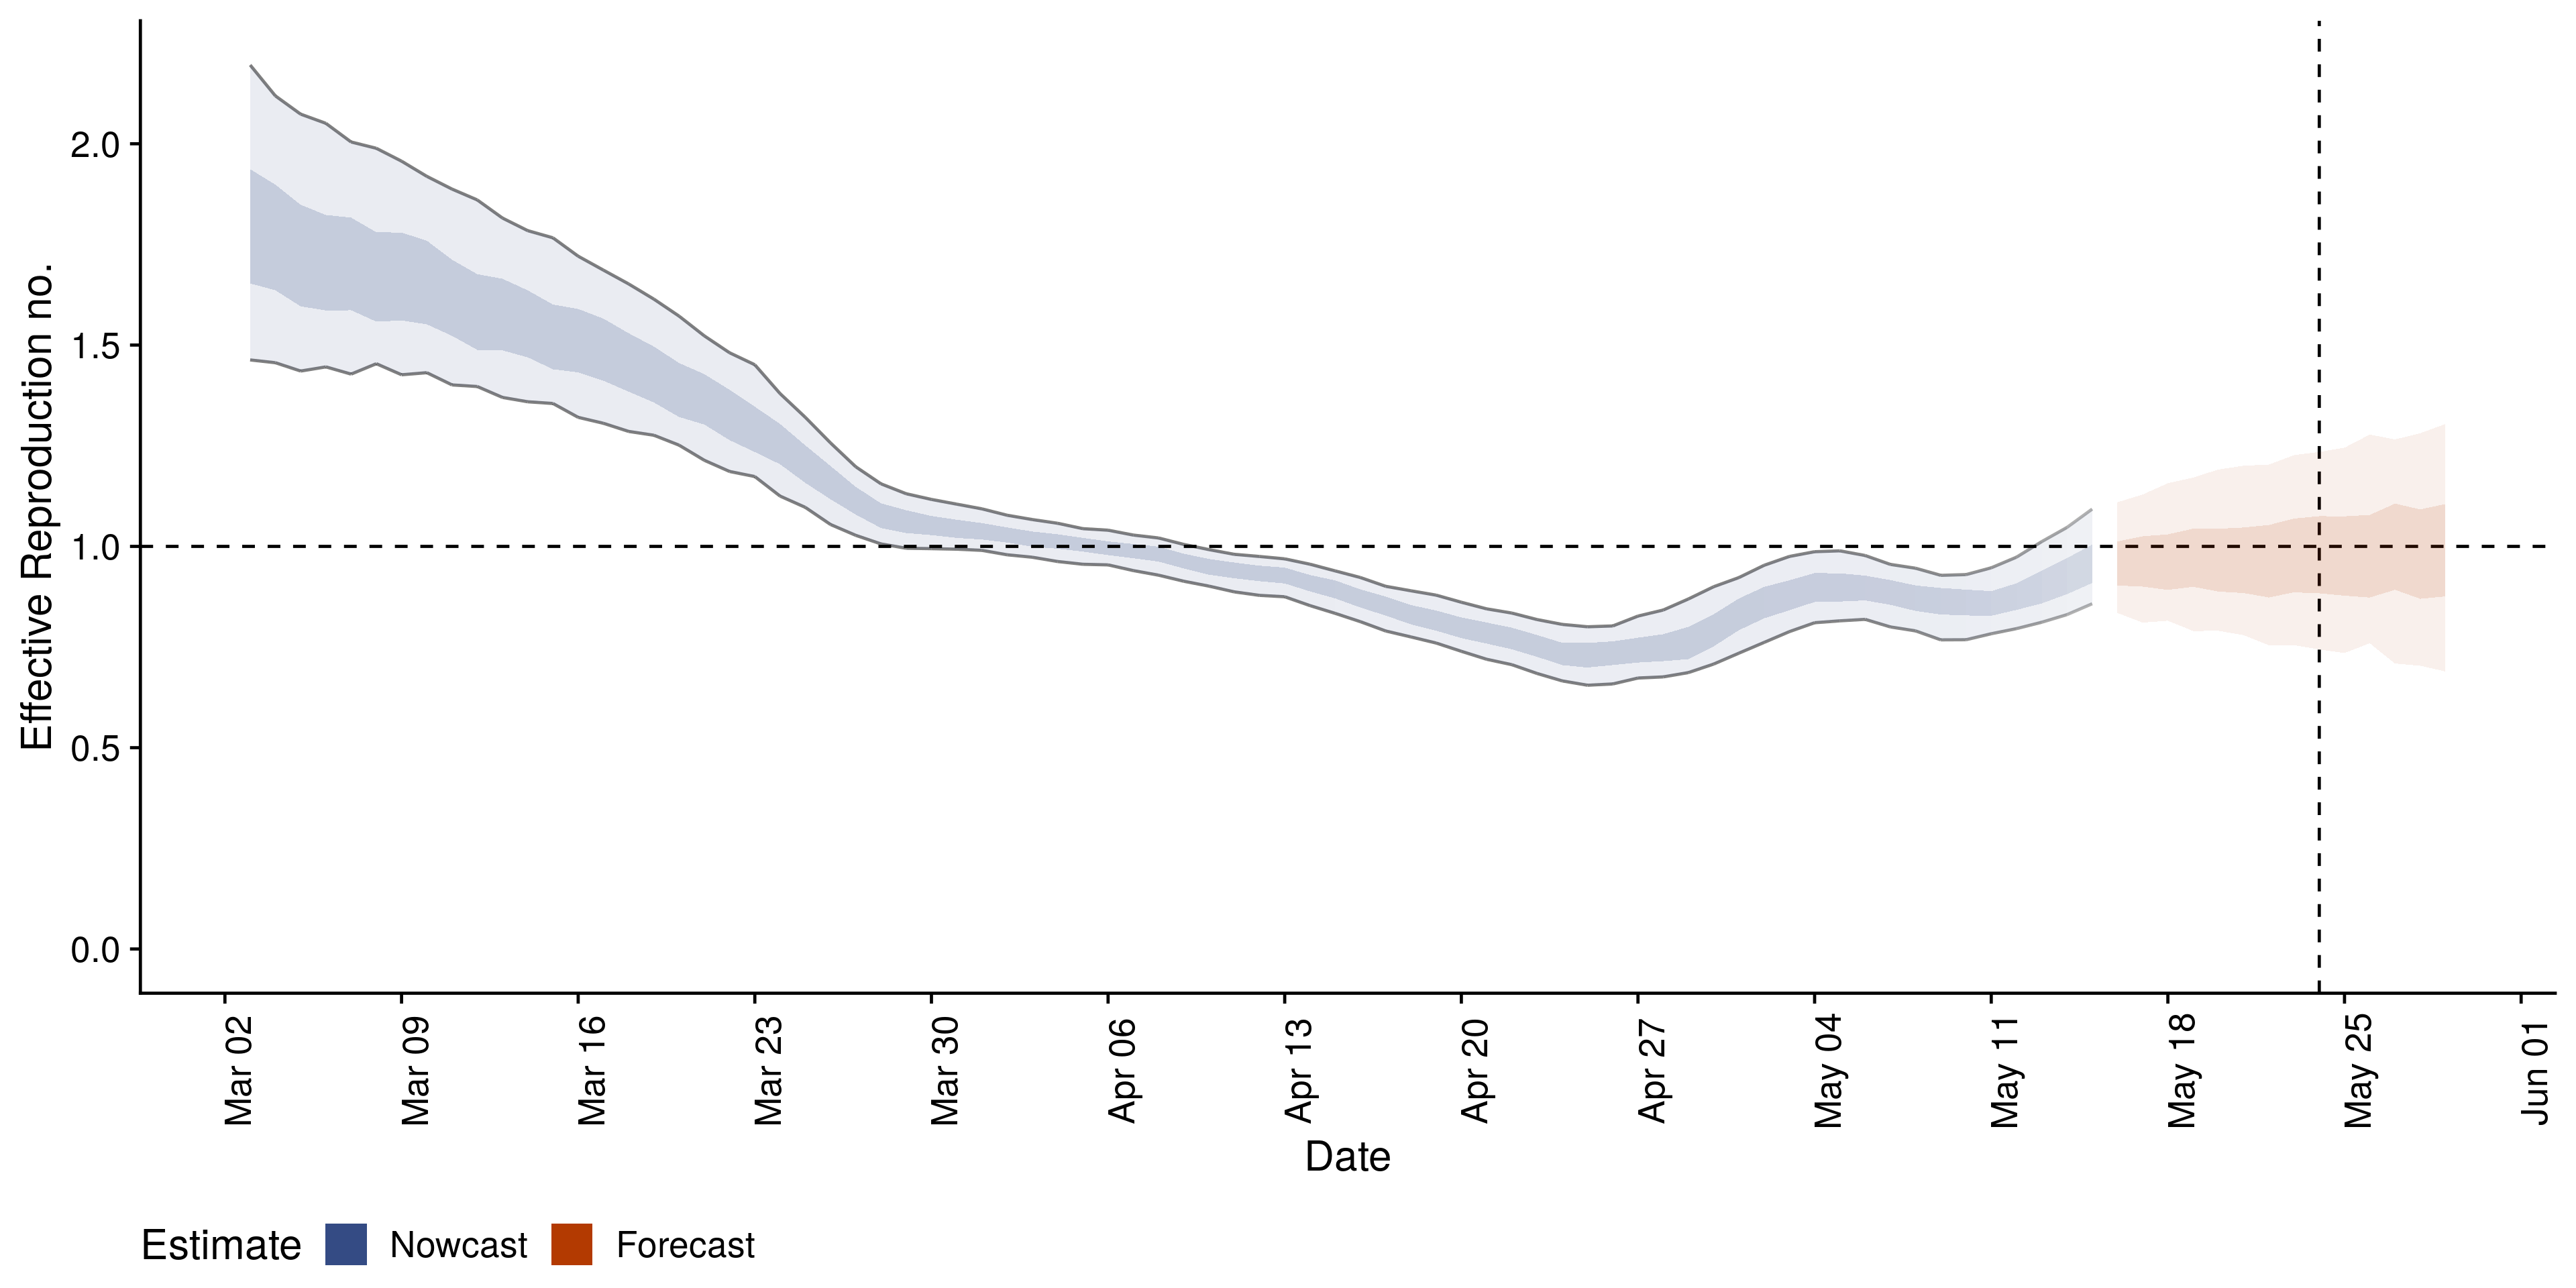 Effective Reproduction no.
2.0
1.5
1.0
0.5
0.0
Mar 02
Mar 09
Mar 16
Mar 23
Mar 30
Apr 06
Apr 13
Apr 20
Apr 27
May 04
May 11
May 18
May 25
Jun 01
Date
Estimate Nowcast Forecast